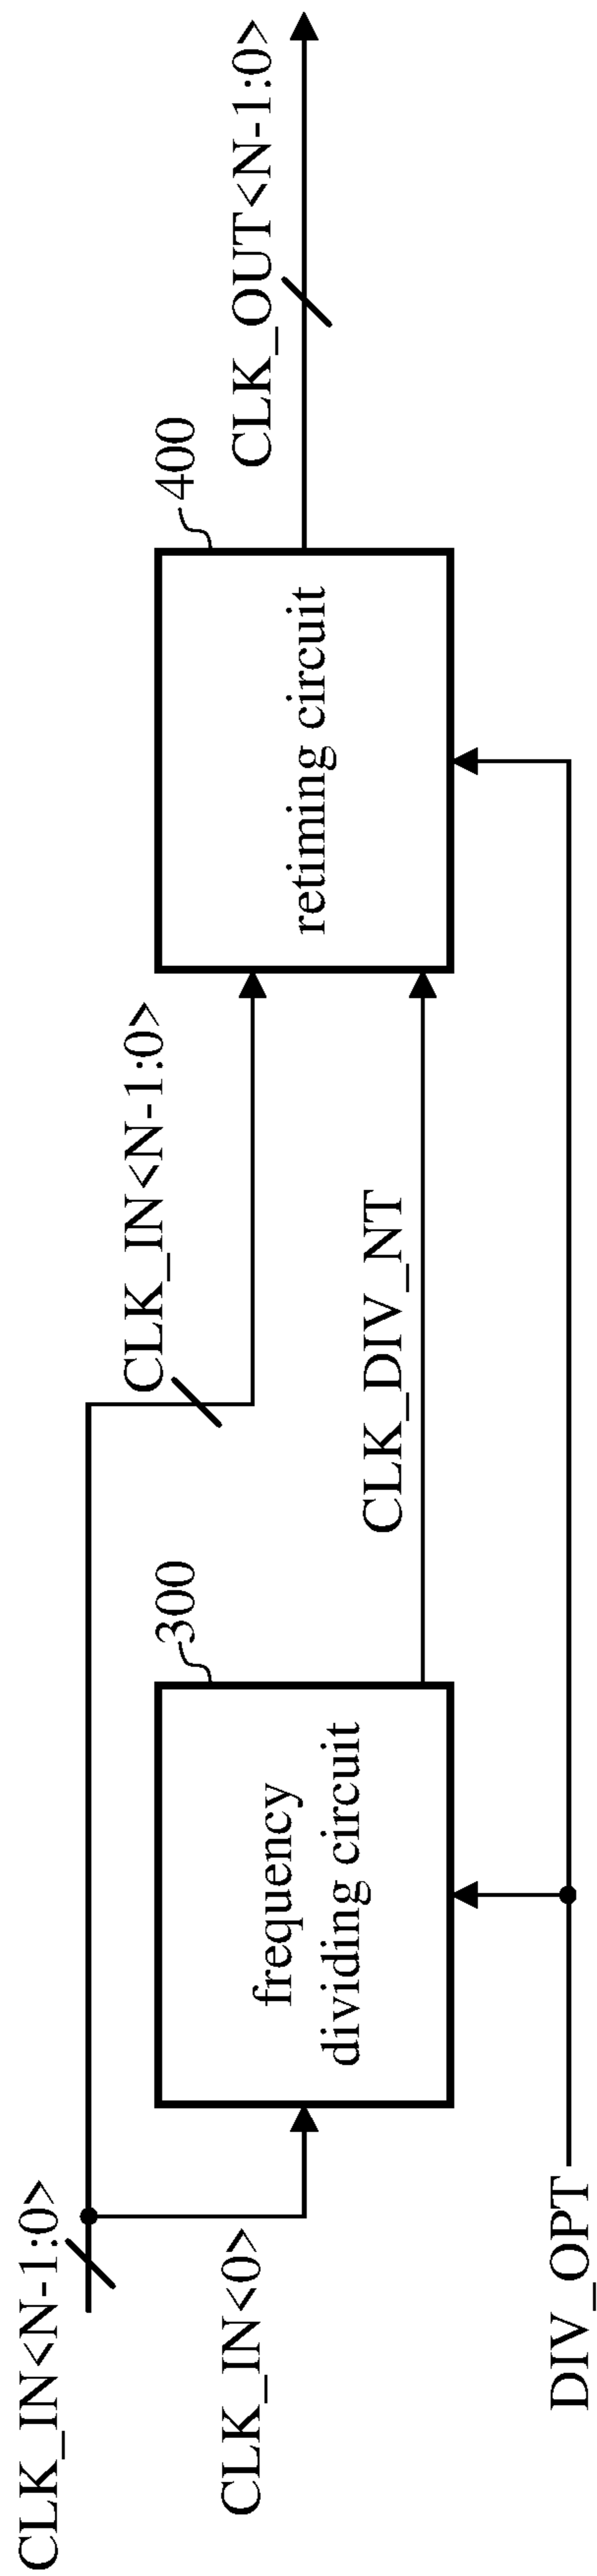 CLK_IN<N-1:0>
CLK_IN<0>
DIV_OPT
300
frequency
dividing circuit
CLK_IN<N-1:0>
CLK_DIV_NT
400
retiming circuit
CLK_OUT<N-1:0>